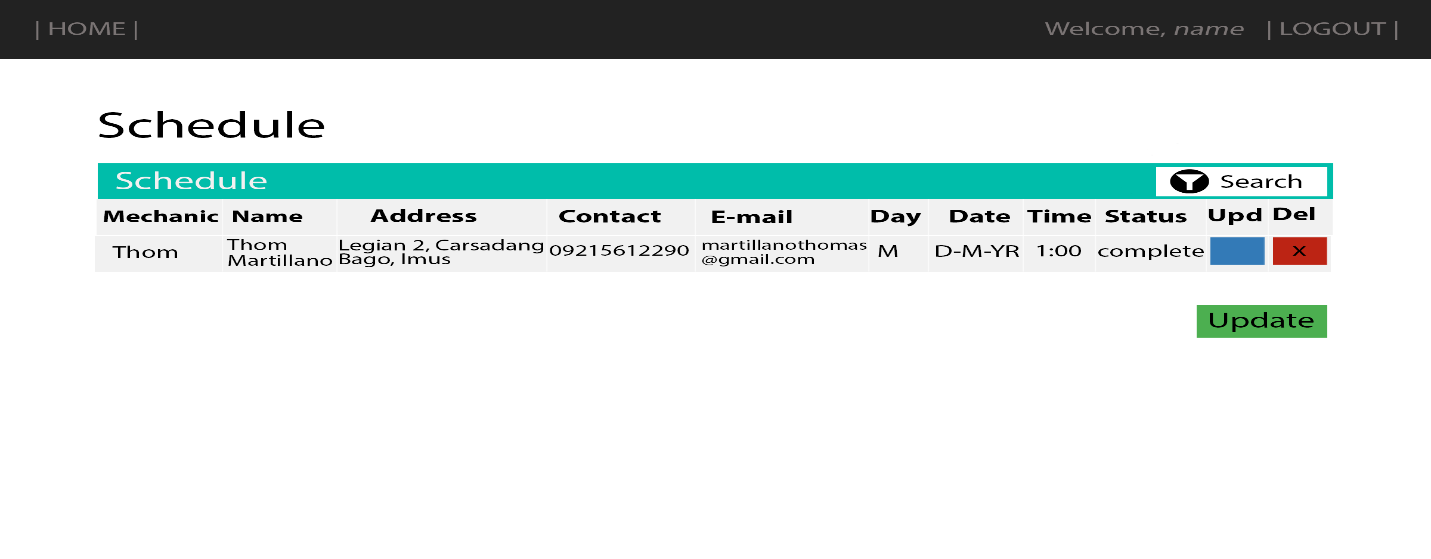 | HOME | Welcome, name | LOGOUT |
Schedule
Schedule Search
Mechanic Name Address Contact E-mail Day Date Time Status Upd Del
Thom Thom Martillano Legian 2, Carsadang Bago, Imus 09215612290 martillanothomas@gmail.com M D-M-YR 1:00 complete x
Update